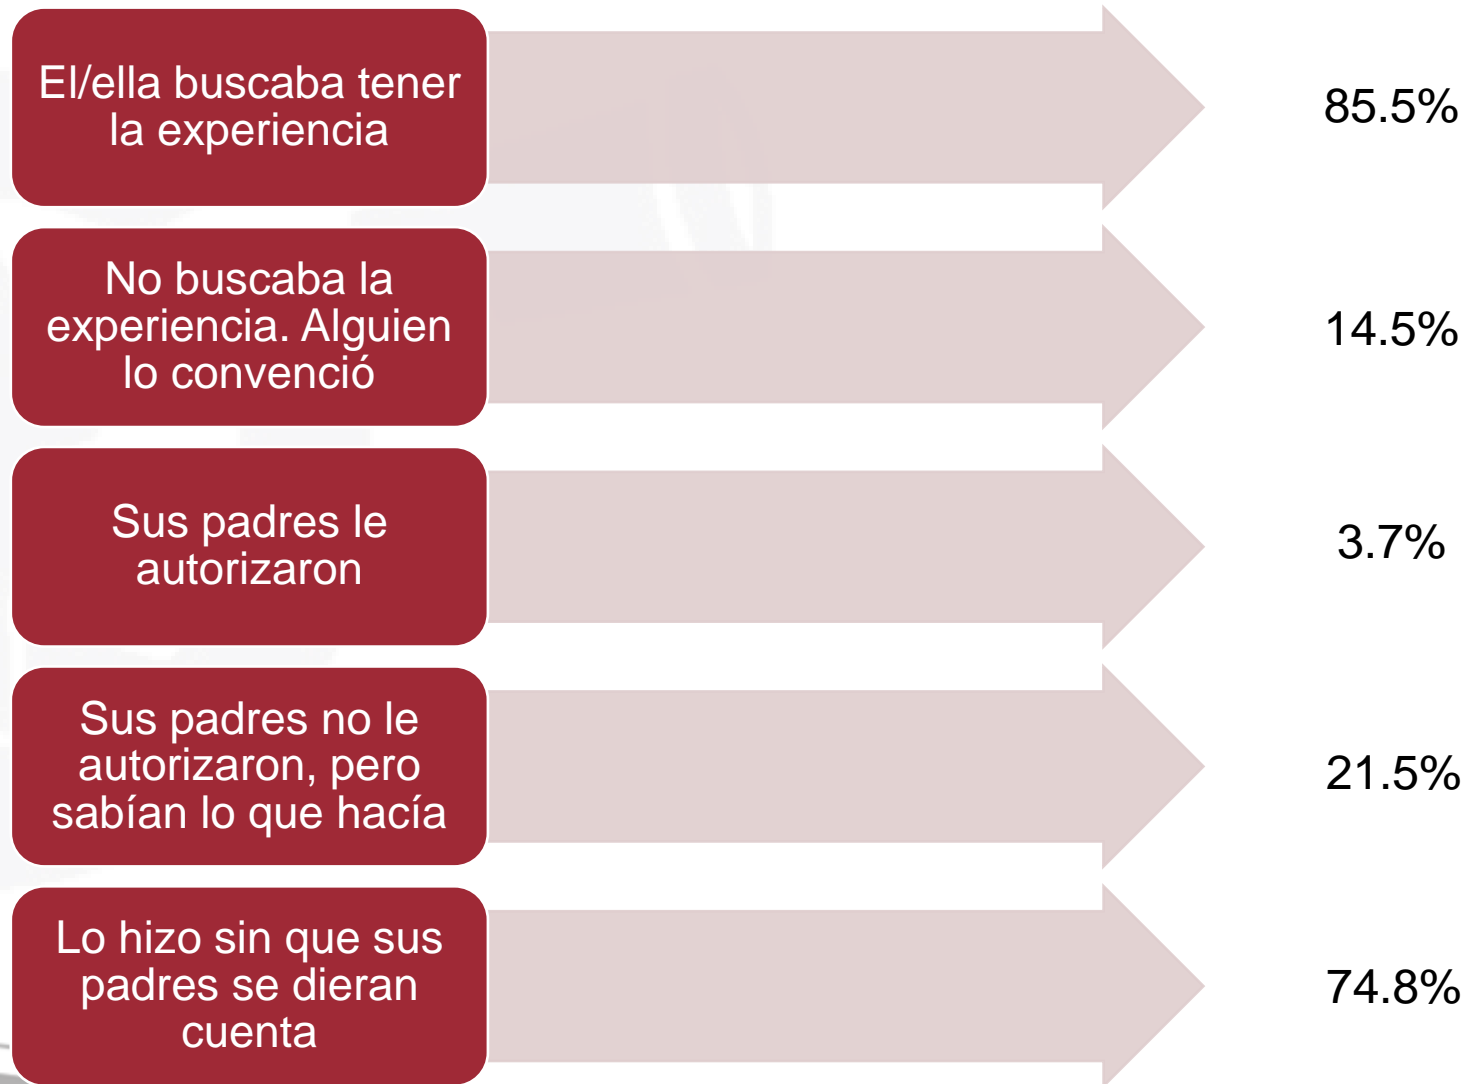 El/ella buscaba tener
la experiencia
85.5%
No buscaba la
experiencia. Alguien
lo convenció
14.5%
Sus padres le
autorizaron
3.7%
Sus padres no le
autorizaron, pero
sabían lo que hacía
21.5%
Lo hizo sin que sus
padres se dieran
cuenta
74.8%